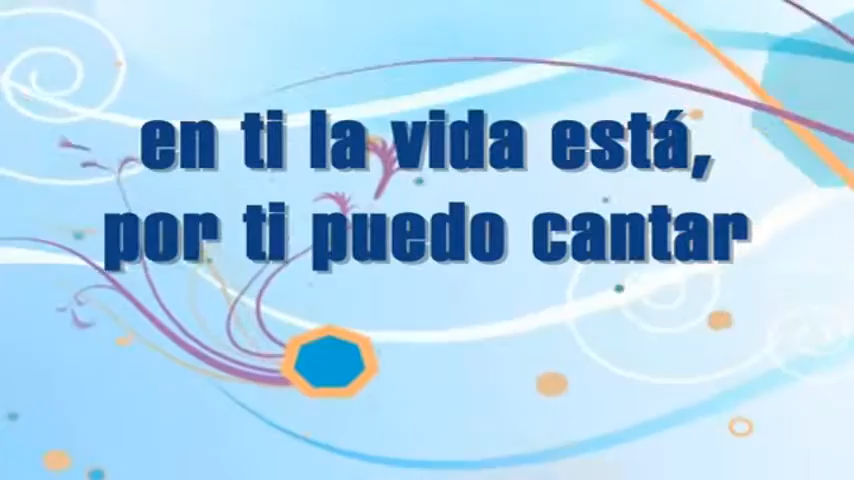 en ti la vida está,
por ti puedo cantar